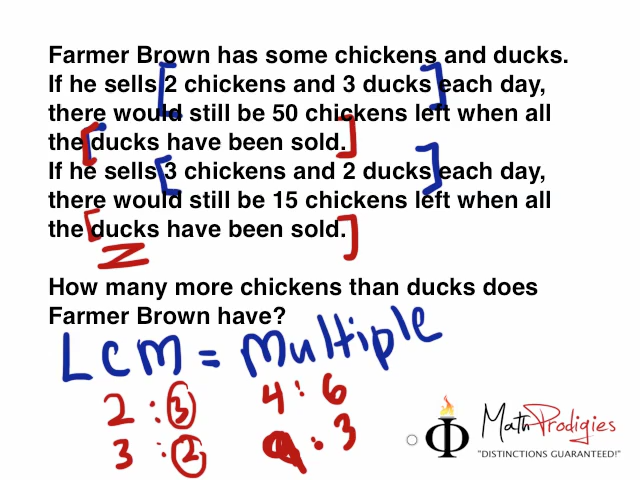 Farmer Brown has some chickens and ducks.
If he sells 2 chickens and 3 ducks each day,
there would still be 50 chickens left when all
the ducks have been sold.
If he sells 3 chickens and 2 ducks each day,
there would still be 15 chickens left when all
the ducks have been sold.
How many more chickens than ducks does
Farmer Brown have?
LCM = Multiple
2 : 3 4 : 6
3 : 2 : 3
Math Prodigies
"DISTINCTIONS GUARANTEED!"